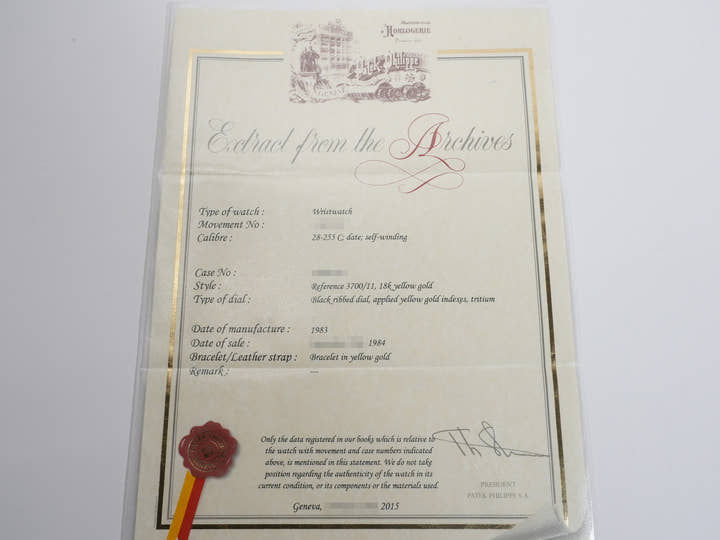 HORLOGERIE
Patek Philippe
Extract from the Archives
Type of watch : Wristwatch
Movement No :
Calibre : 28-255 C; date; self-winding
Case No :
Style : Reference 3700/11, 18k yellow gold
Type of dial : Black ribbed dial, applied yellow gold indexes, tritium
Date of manufacture : 1983
Date of sale : 1984
Bracelet/Leather strap : Bracelet in yellow gold
Remark : ---
Only the data registered in our books which is relative to
the watch with movement and case numbers indicated
above, is mentioned in this statement. We do not take
position regarding the authenticity of the watch in its
current condition, or its components or the materials used.
PRESIDENT
PATEK PHILIPPE S.A.
Geneva, 2015